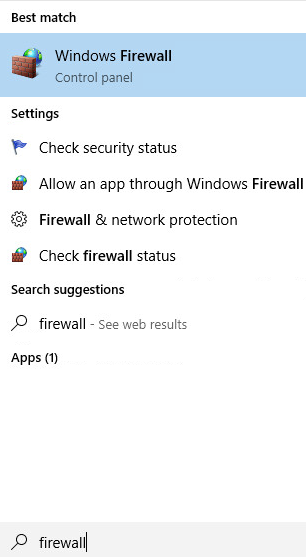 Best match
Windows Firewall
Control panel
Settings
Check security status
Allow an app through Windows Firewall
Firewall & network protection
Check firewall status
Search suggestions
firewall - See web results
Apps (1)
firewall